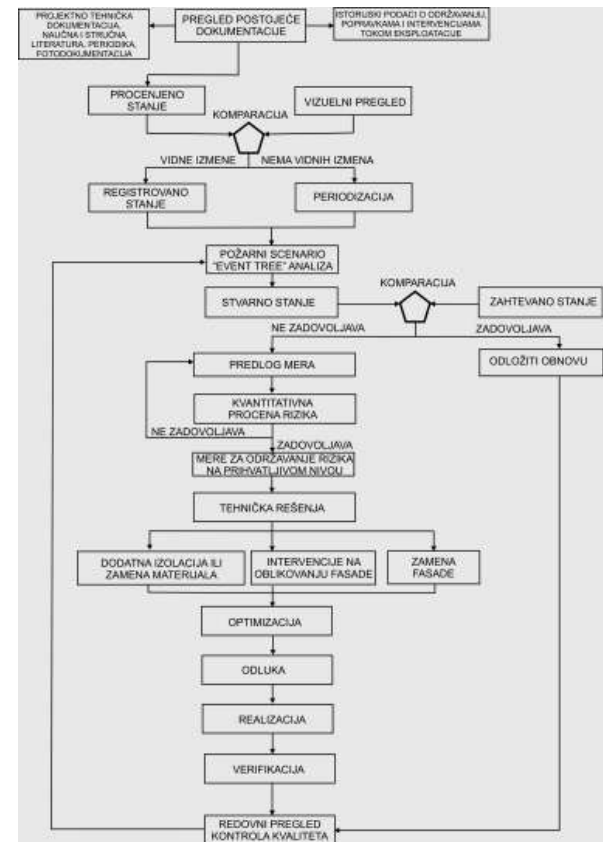 PROJEKTNO TEHNIČKA
DOKUMENTACIJA,
NAUČNA I STRUČNA
LITERATURA, PERIODIKA,
FOTODOKUMENTACIJA
PREGLED POSTOJEĆE
DOKUMENTACIJE
ISTORIJSKI PODACI O ODRŽAVANJU,
POPRAVKAMA I INTERVENCIJAMA
TOKOM EKSPLOATACIJE
PROCENJENO
STANJE
KOMPARACIJA
VIZUELNI PREGLED
VIDNE IZMENE
NEMA VIDNIH IZMENA
REGISTROVANO
STANJE
PERIODIZACIJA
POŽARNI SCENARIO
"EVENT TREE" ANALIZA
STVARNO STANJE
KOMPARACIJA
ZAHTEVANO STANJE
NE ZADOVOLJAVA
ZADOVOLJAVA
PREDLOG MERA
ODLOŽITI OBNOVU
KVANTITATIVNA
PROCENA RIZIKA
NE ZADOVOLJAVA
ZADOVOLJAVA
MERE ZA ODRŽAVANJE RIZIKA
NA PRIHVATLJIVOM NIVOU
TEHNIČKA REŠENJA
DODATNA IZOLACIJA ILI
ZAMENA MATERIJALA
INTERVENCIJE NA
OBLIKOVANJU FASADE
ZAMENA
FASADE
OPTIMIZACIJA
ODLUKA
REALIZACIJA
VERIFIKACIJA
REDOVNI PREGLED
KONTROLA KVALITETA